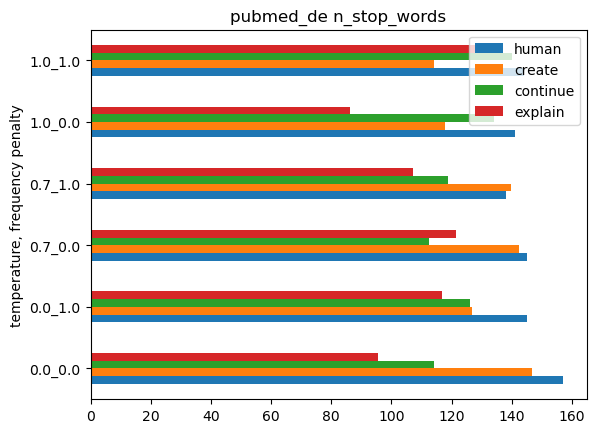 pubmed_de n_stop_words
human
create
continue
explain
temperature, frequency penalty
1.0_1.0
1.0_0.0
0.7_1.0
0.7_0.0
0.0_1.0
0.0_0.0
0 20 40 60 80 100 120 140 160